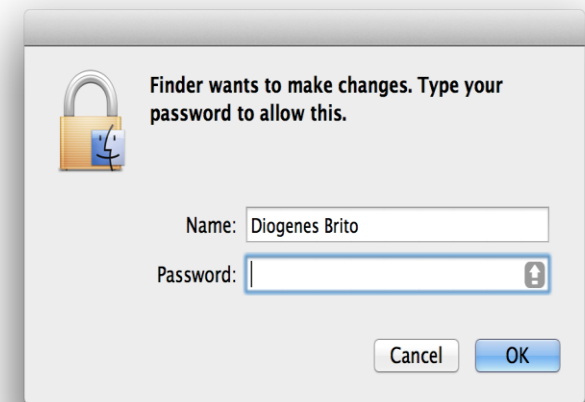 Finder wants to make changes. Type your
password to allow this.
Name: Diogenes Brito
Password:
Cancel OK